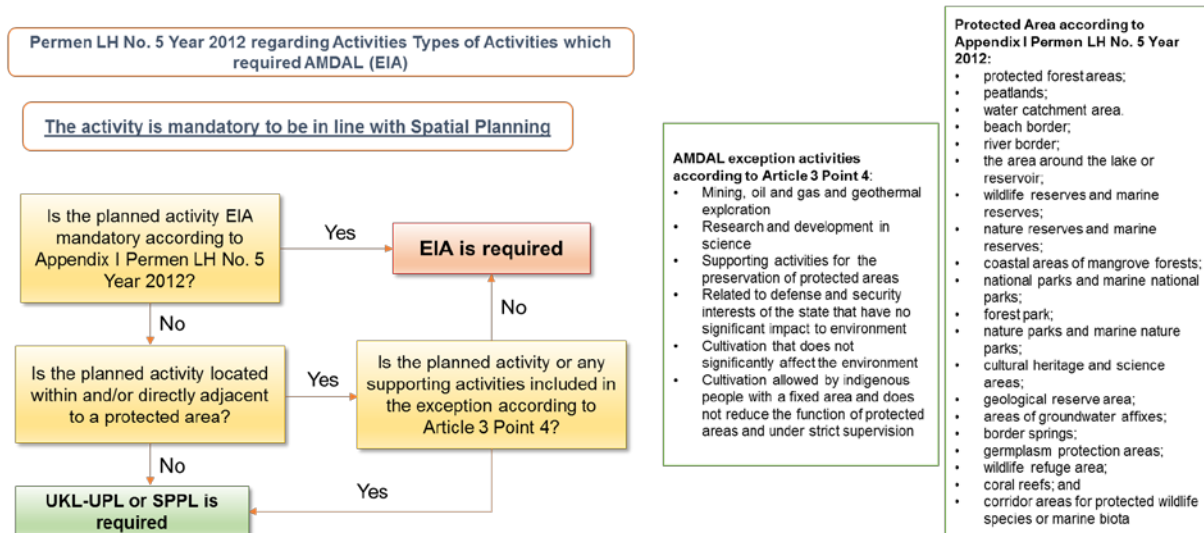 Permen LH No. 5 Year 2012 regarding Activities Types of Activities which
required AMDAL (EIA)
The activity is mandatory to be in line with Spatial Planning
Is the planned activity EIA
mandatory according to
Appendix I Permen LH No. 5
Year 2012?
Yes
EIA is required
No
No
Is the planned activity located
within and/or directly adjacent
to a protected area?
Yes
Is the planned activity or any
supporting activities included in
the exception according to
Article 3 Point 4?
No
Yes
UKL-UPL or SPPL is
required
AMDAL exception activities
according to Article 3 Point 4:
• Mining, oil and gas and geothermal
exploration
• Research and development in
science
• Supporting activities for the
preservation of protected areas
• Related to defense and security
interests of the state that have no
significant impact to environment
• Cultivation that does not
significantly affect the environment
• Cultivation allowed by indigenous
people with a fixed area and does
not reduce the function of protected
areas and under strict supervision
Protected Area according to
Appendix I Permen LH No. 5 Year
2012:
• protected forest areas;
• peatlands;
• water catchment area.
• beach border;
• river border;
• the area around the lake or
reservoir;
• wildlife reserves and marine
reserves;
• nature reserves and marine
reserves;
• coastal areas of mangrove forests;
• national parks and marine national
parks;
• forest park;
• nature parks and marine nature
parks;
• cultural heritage and science
areas;
• geological reserve area;
• areas of groundwater affixes;
• border springs;
• germplasm protection areas;
• wildlife refuge area;
• coral reefs; and
• corridor areas for protected wildlife
species or marine biota